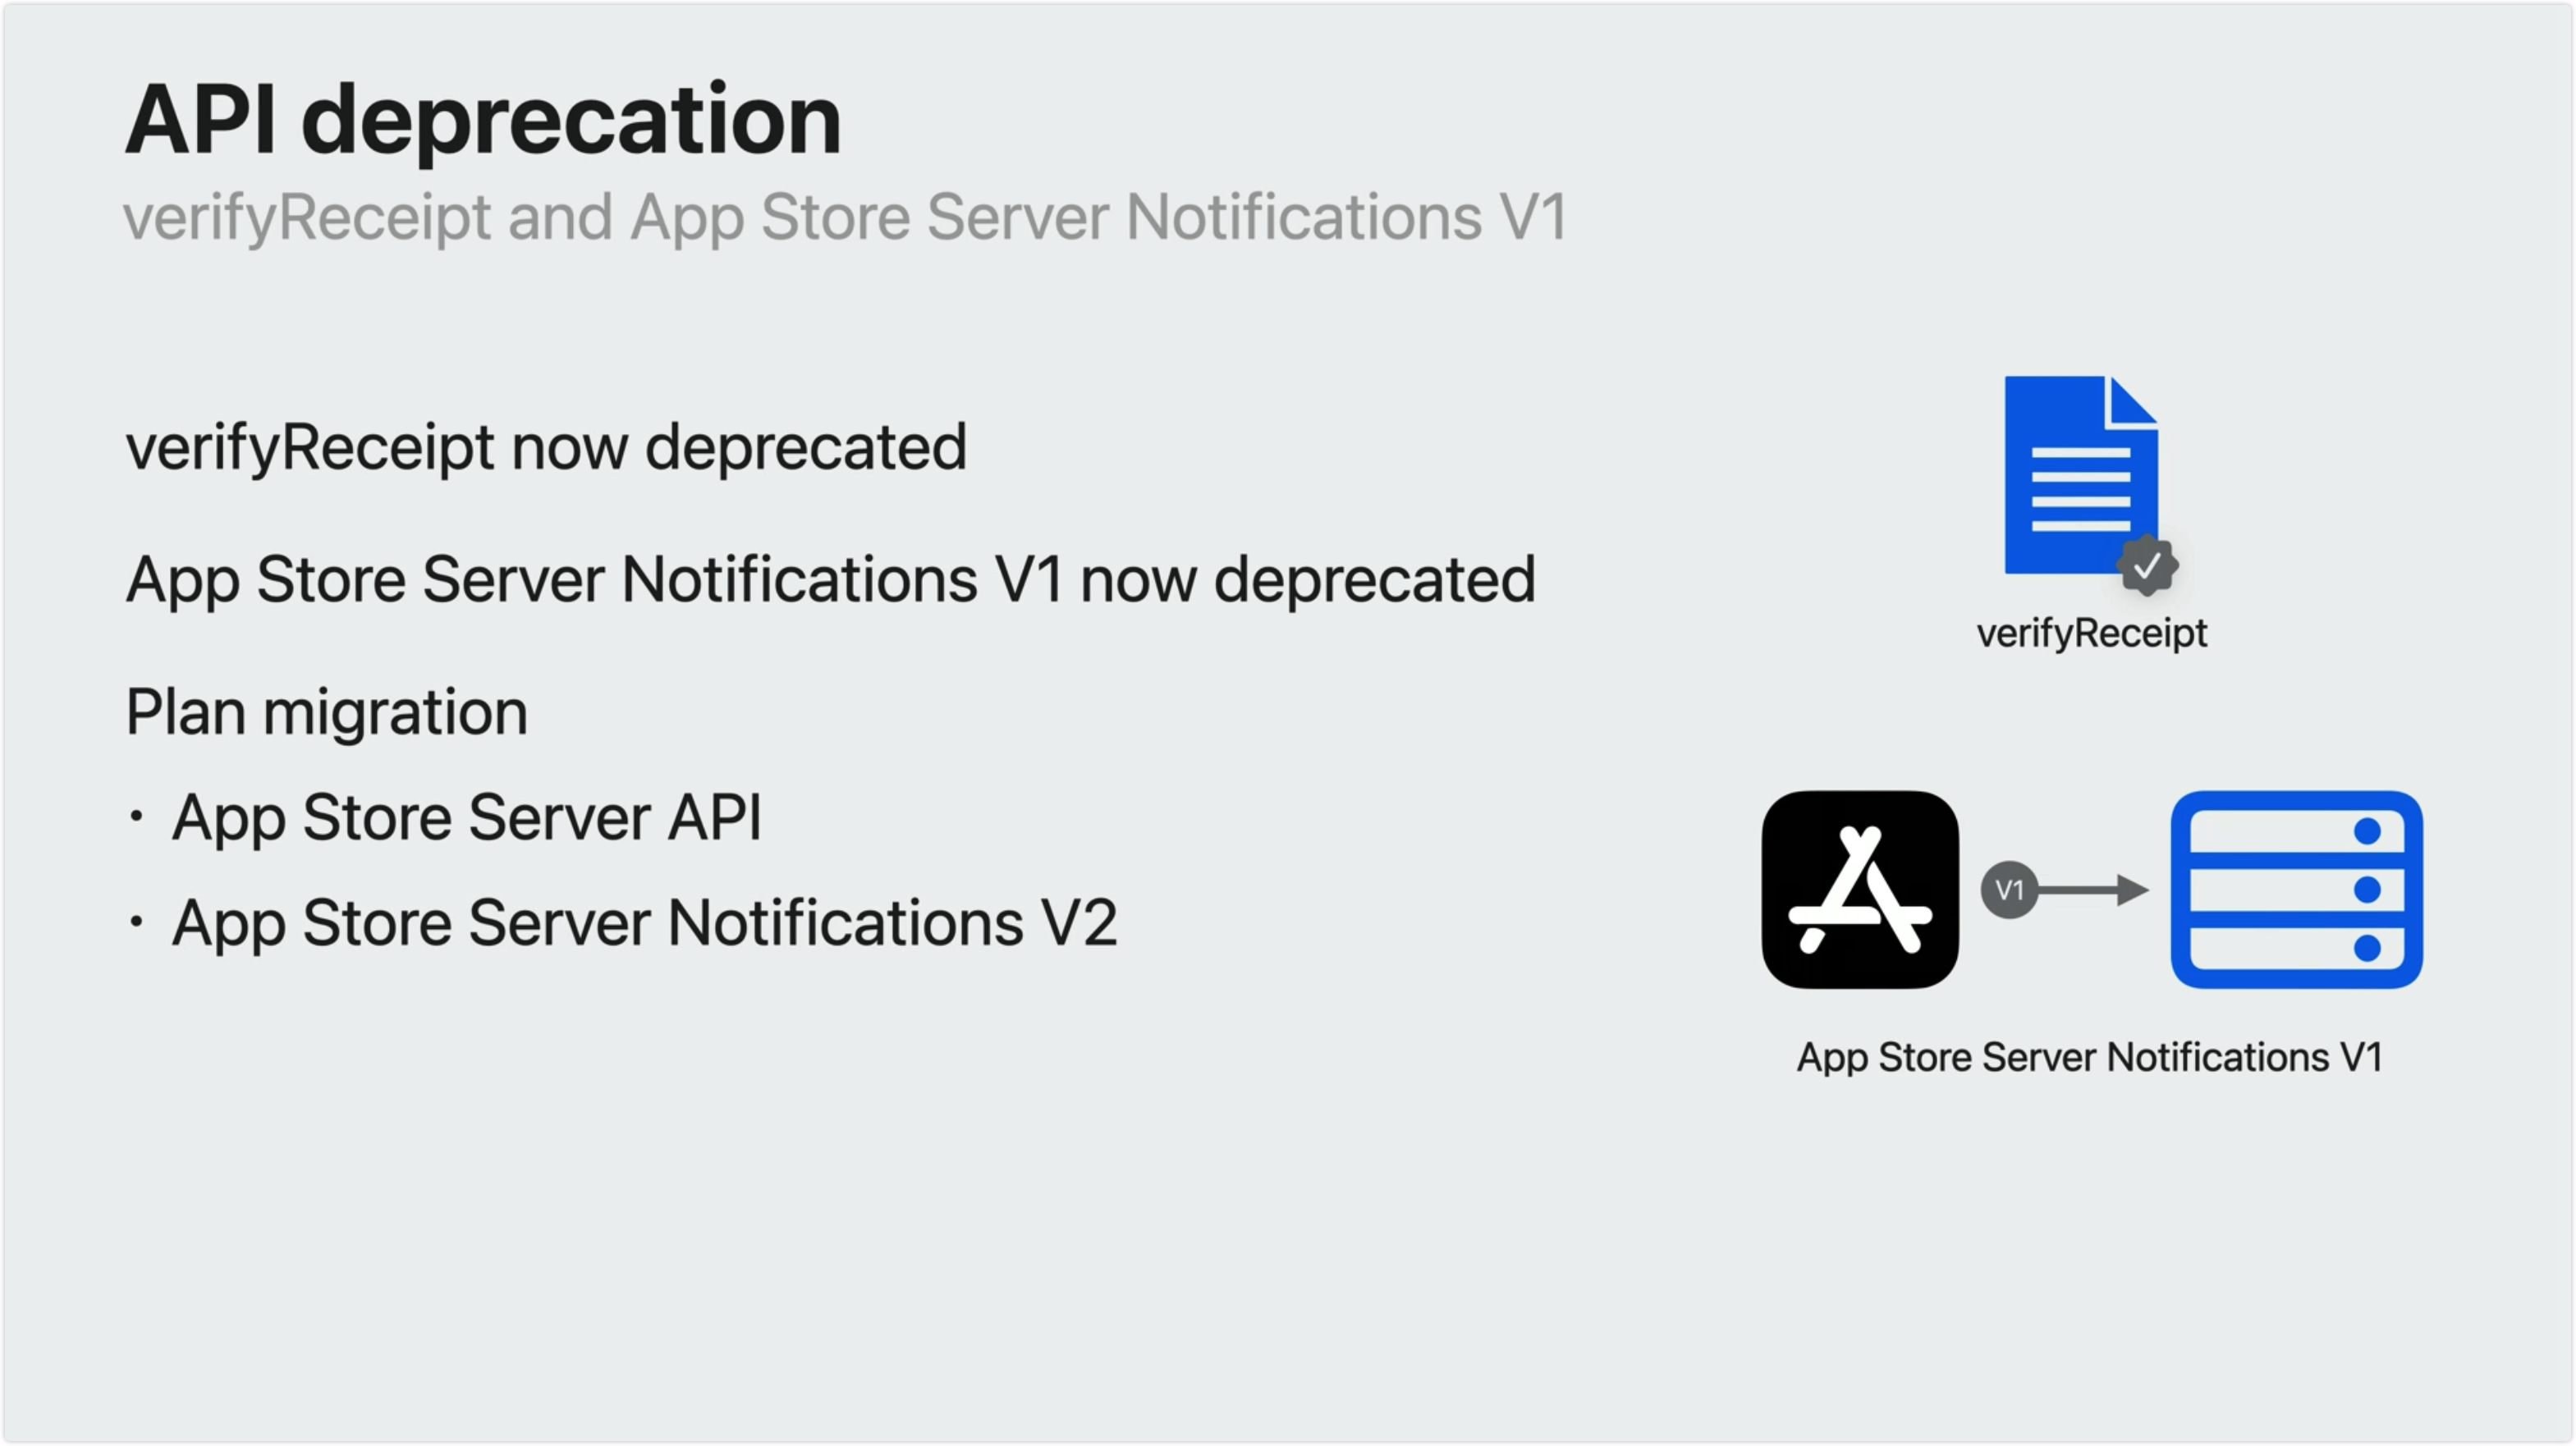 API deprecation
verifyReceipt and App Store Server Notifications V1
verifyReceipt now deprecated
App Store Server Notifications V1 now deprecated
Plan migration
• App Store Server API
• App Store Server Notifications V2
verifyReceipt
V1
App Store Server Notifications V1